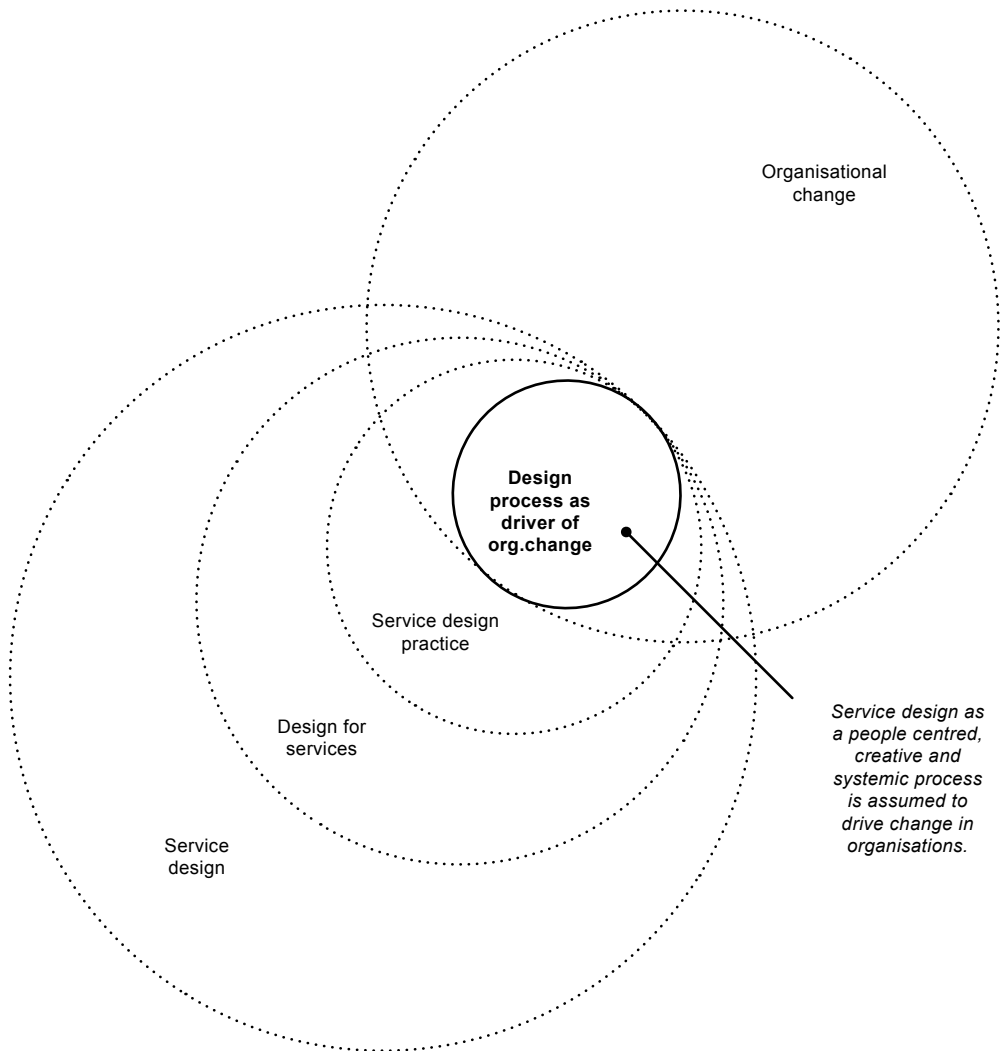 Organisational
change
Design
process as
driver of
org.change
Service design
practice
Design for
services
Service design as
a people centred,
creative and
systemic process
is assumed to
drive change in
organisations.
Service
design